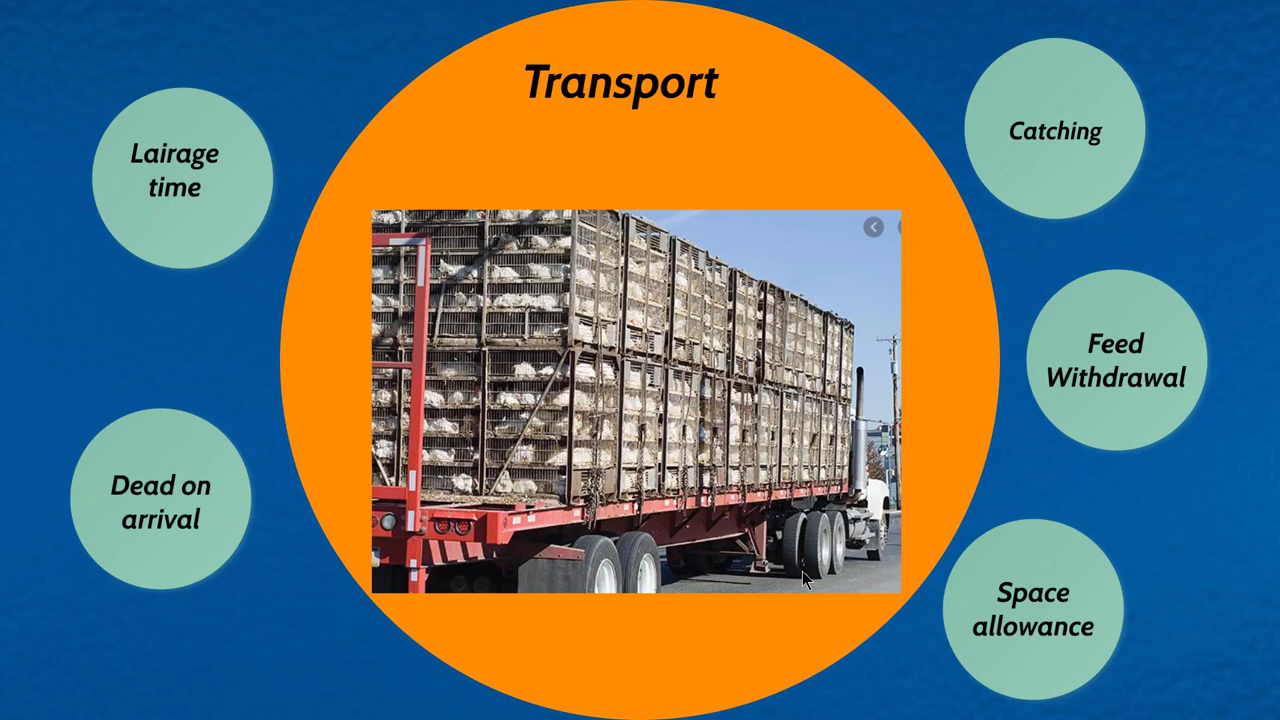 Transport
Lairage
time
Dead on
arrival
Catching
Feed
Withdrawal
Space
allowance